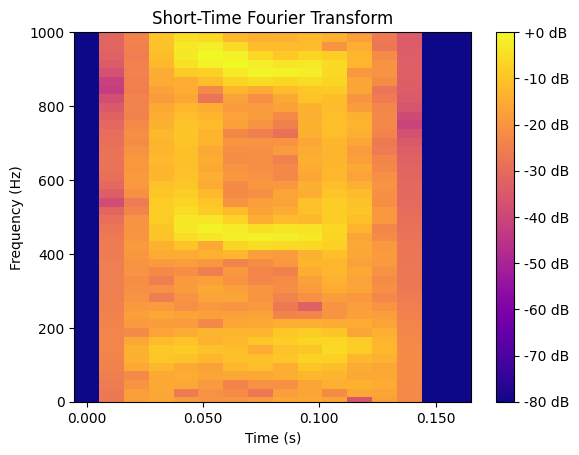 Short-Time Fourier Transform
1000
800
600
400
200
0
Frequency (Hz)
0.000
0.050
0.100
0.150
Time (s)
+0 dB
-10 dB
-20 dB
-30 dB
-40 dB
-50 dB
-60 dB
-70 dB
-80 dB